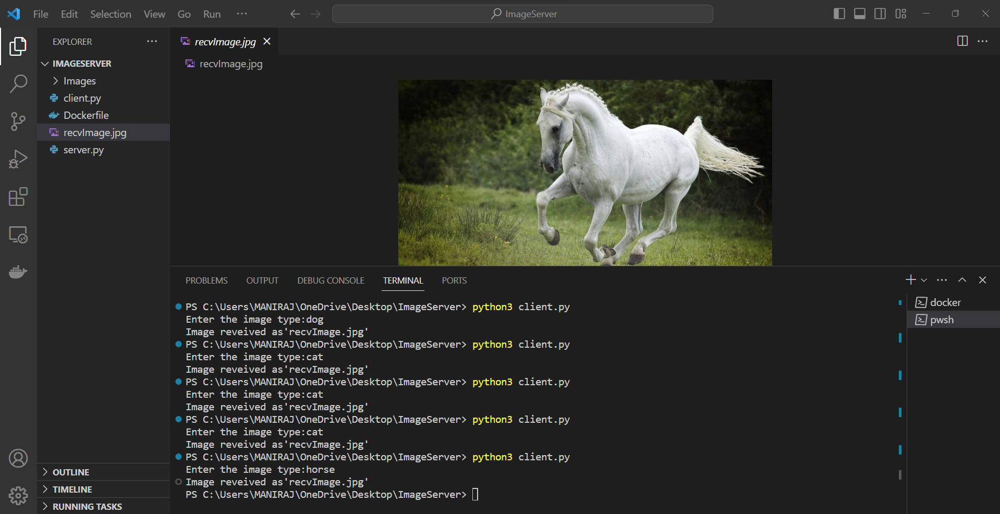 File Edit Selection View Go Run ··· ImageServer
EXPLORER ···
IMAGESERVER
Images
client.py
Dockerfile
recvImage.jpg
server.py
OUTLINE
TIMELINE
RUNNING TASKS
recvImage.jpg
recvImage.jpg
PROBLEMS OUTPUT DEBUG CONSOLE TERMINAL PORTS
PS C:\Users\MANIRAJ\OneDrive\Desktop\ImageServer> python3 client.py
Enter the image type:dog
Image reveived as'recvImage.jpg'
PS C:\Users\MANIRAJ\OneDrive\Desktop\ImageServer> python3 client.py
Enter the image type:cat
Image reveived as'recvImage.jpg'
PS C:\Users\MANIRAJ\OneDrive\Desktop\ImageServer> python3 client.py
Enter the image type:cat
Image reveived as'recvImage.jpg'
PS C:\Users\MANIRAJ\OneDrive\Desktop\ImageServer> python3 client.py
Enter the image type:cat
Image reveived as'recvImage.jpg'
PS C:\Users\MANIRAJ\OneDrive\Desktop\ImageServer> python3 client.py
Enter the image type:horse
Image reveived as'recvImage.jpg'
PS C:\Users\MANIRAJ\OneDrive\Desktop\ImageServer>
docker
pwsh